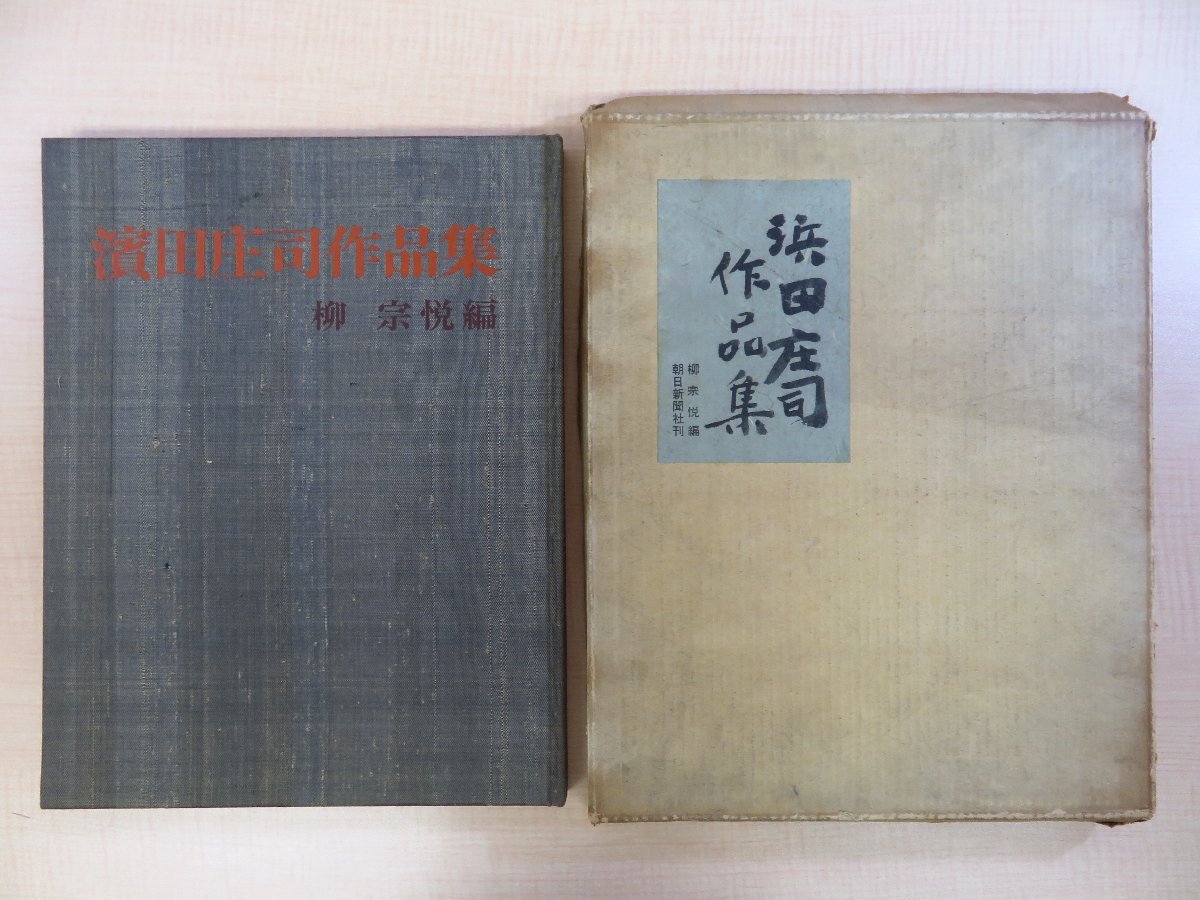 濱田庄司作品集
柳 宗悦編
浜田庄司
作品集
柳宗悦編
朝日新聞社刊